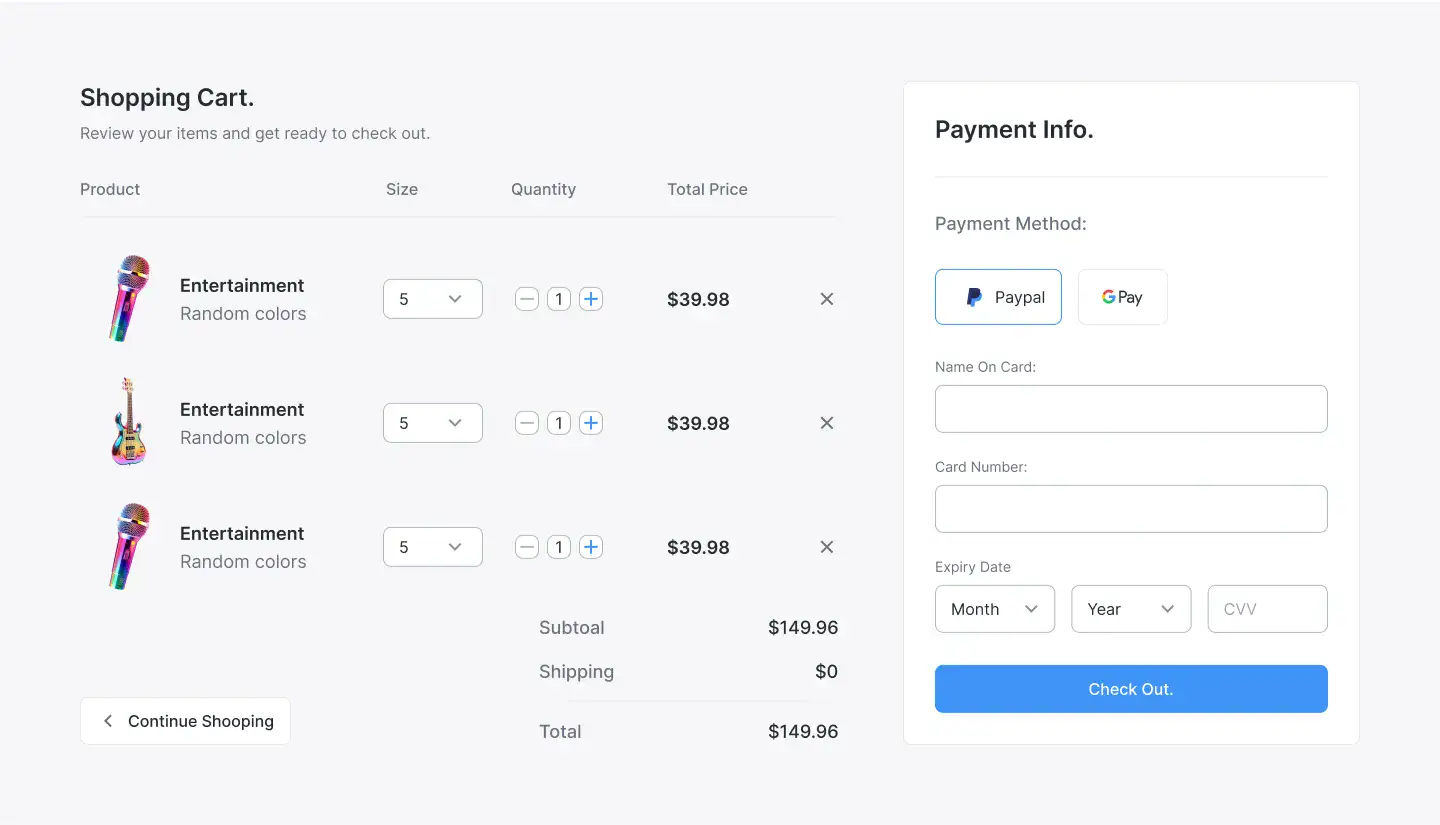 Shopping Cart.
Review your items and get ready to check out.
Product Size Quantity Total Price
Entertainment
Random colors
5 1 $39.98
Entertainment
Random colors
5 1 $39.98
Entertainment
Random colors
5 1 $39.98
Subtoal $149.96
Shipping $0
Total $149.96
Continue Shooping
Payment Info.
Payment Method:
Paypal G Pay
Name On Card:
Card Number:
Expiry Date
Month Year CVV
Check Out.